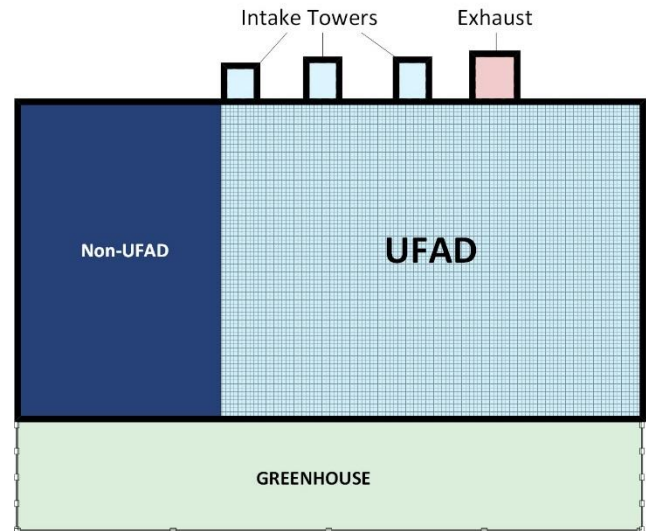 Intake Towers
Exhaust
Non-UFAD
UFAD
GREENHOUSE